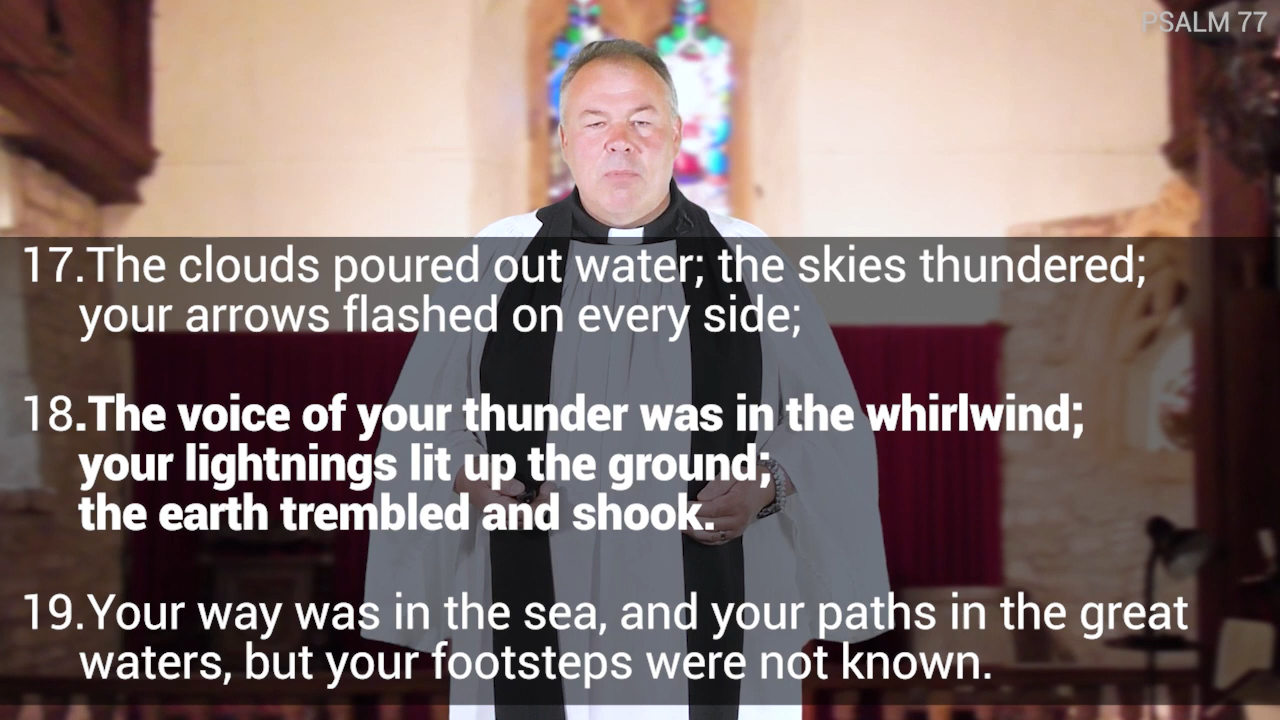 PSALM 77
17.The clouds poured out water; the skies thundered;
your arrows flashed on every side;
18.The voice of your thunder was in the whirlwind;
your lightnings lit up the ground;
the earth trembled and shook.
19.Your way was in the sea, and your paths in the great
waters, but your footsteps were not known.